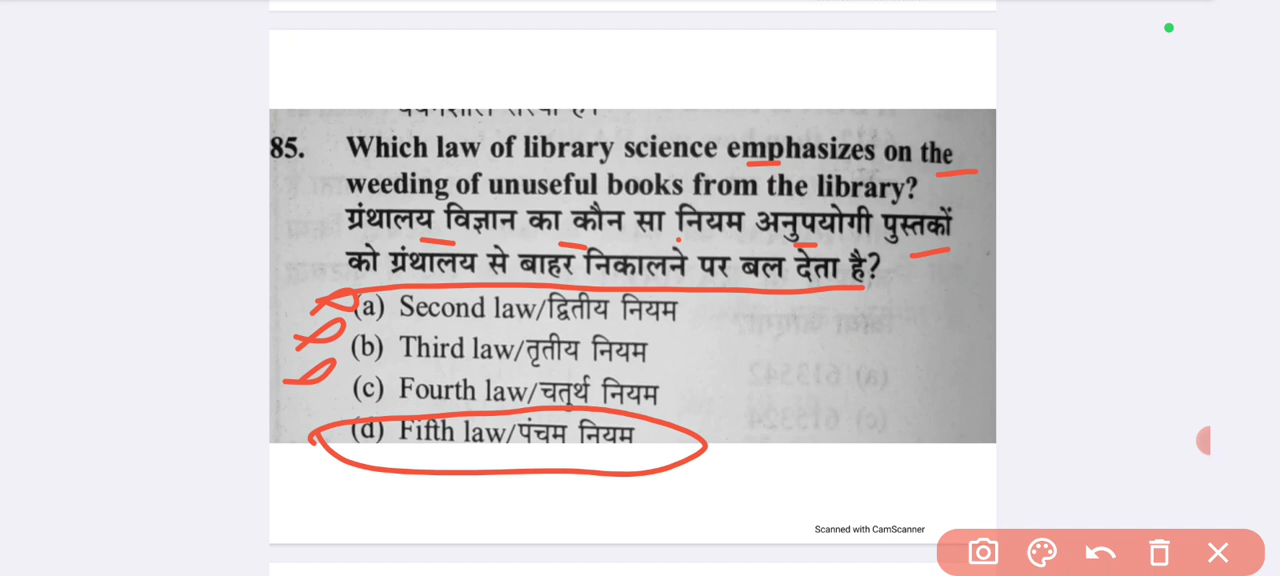 85. Which law of library science emphasizes on the
weeding of unuseful books from the library?
ग्रंथालय विज्ञान का कौन सा नियम अनुपयोगी पुस्तकों
को ग्रंथालय से बाहर निकालने पर बल देता है?
(a) Second law/द्वितीय नियम
(b) Third law/तृतीय नियम
(c) Fourth law/चतुर्थ नियम
(d) Fifth law/पंचम नियम
Scanned with CamScanner